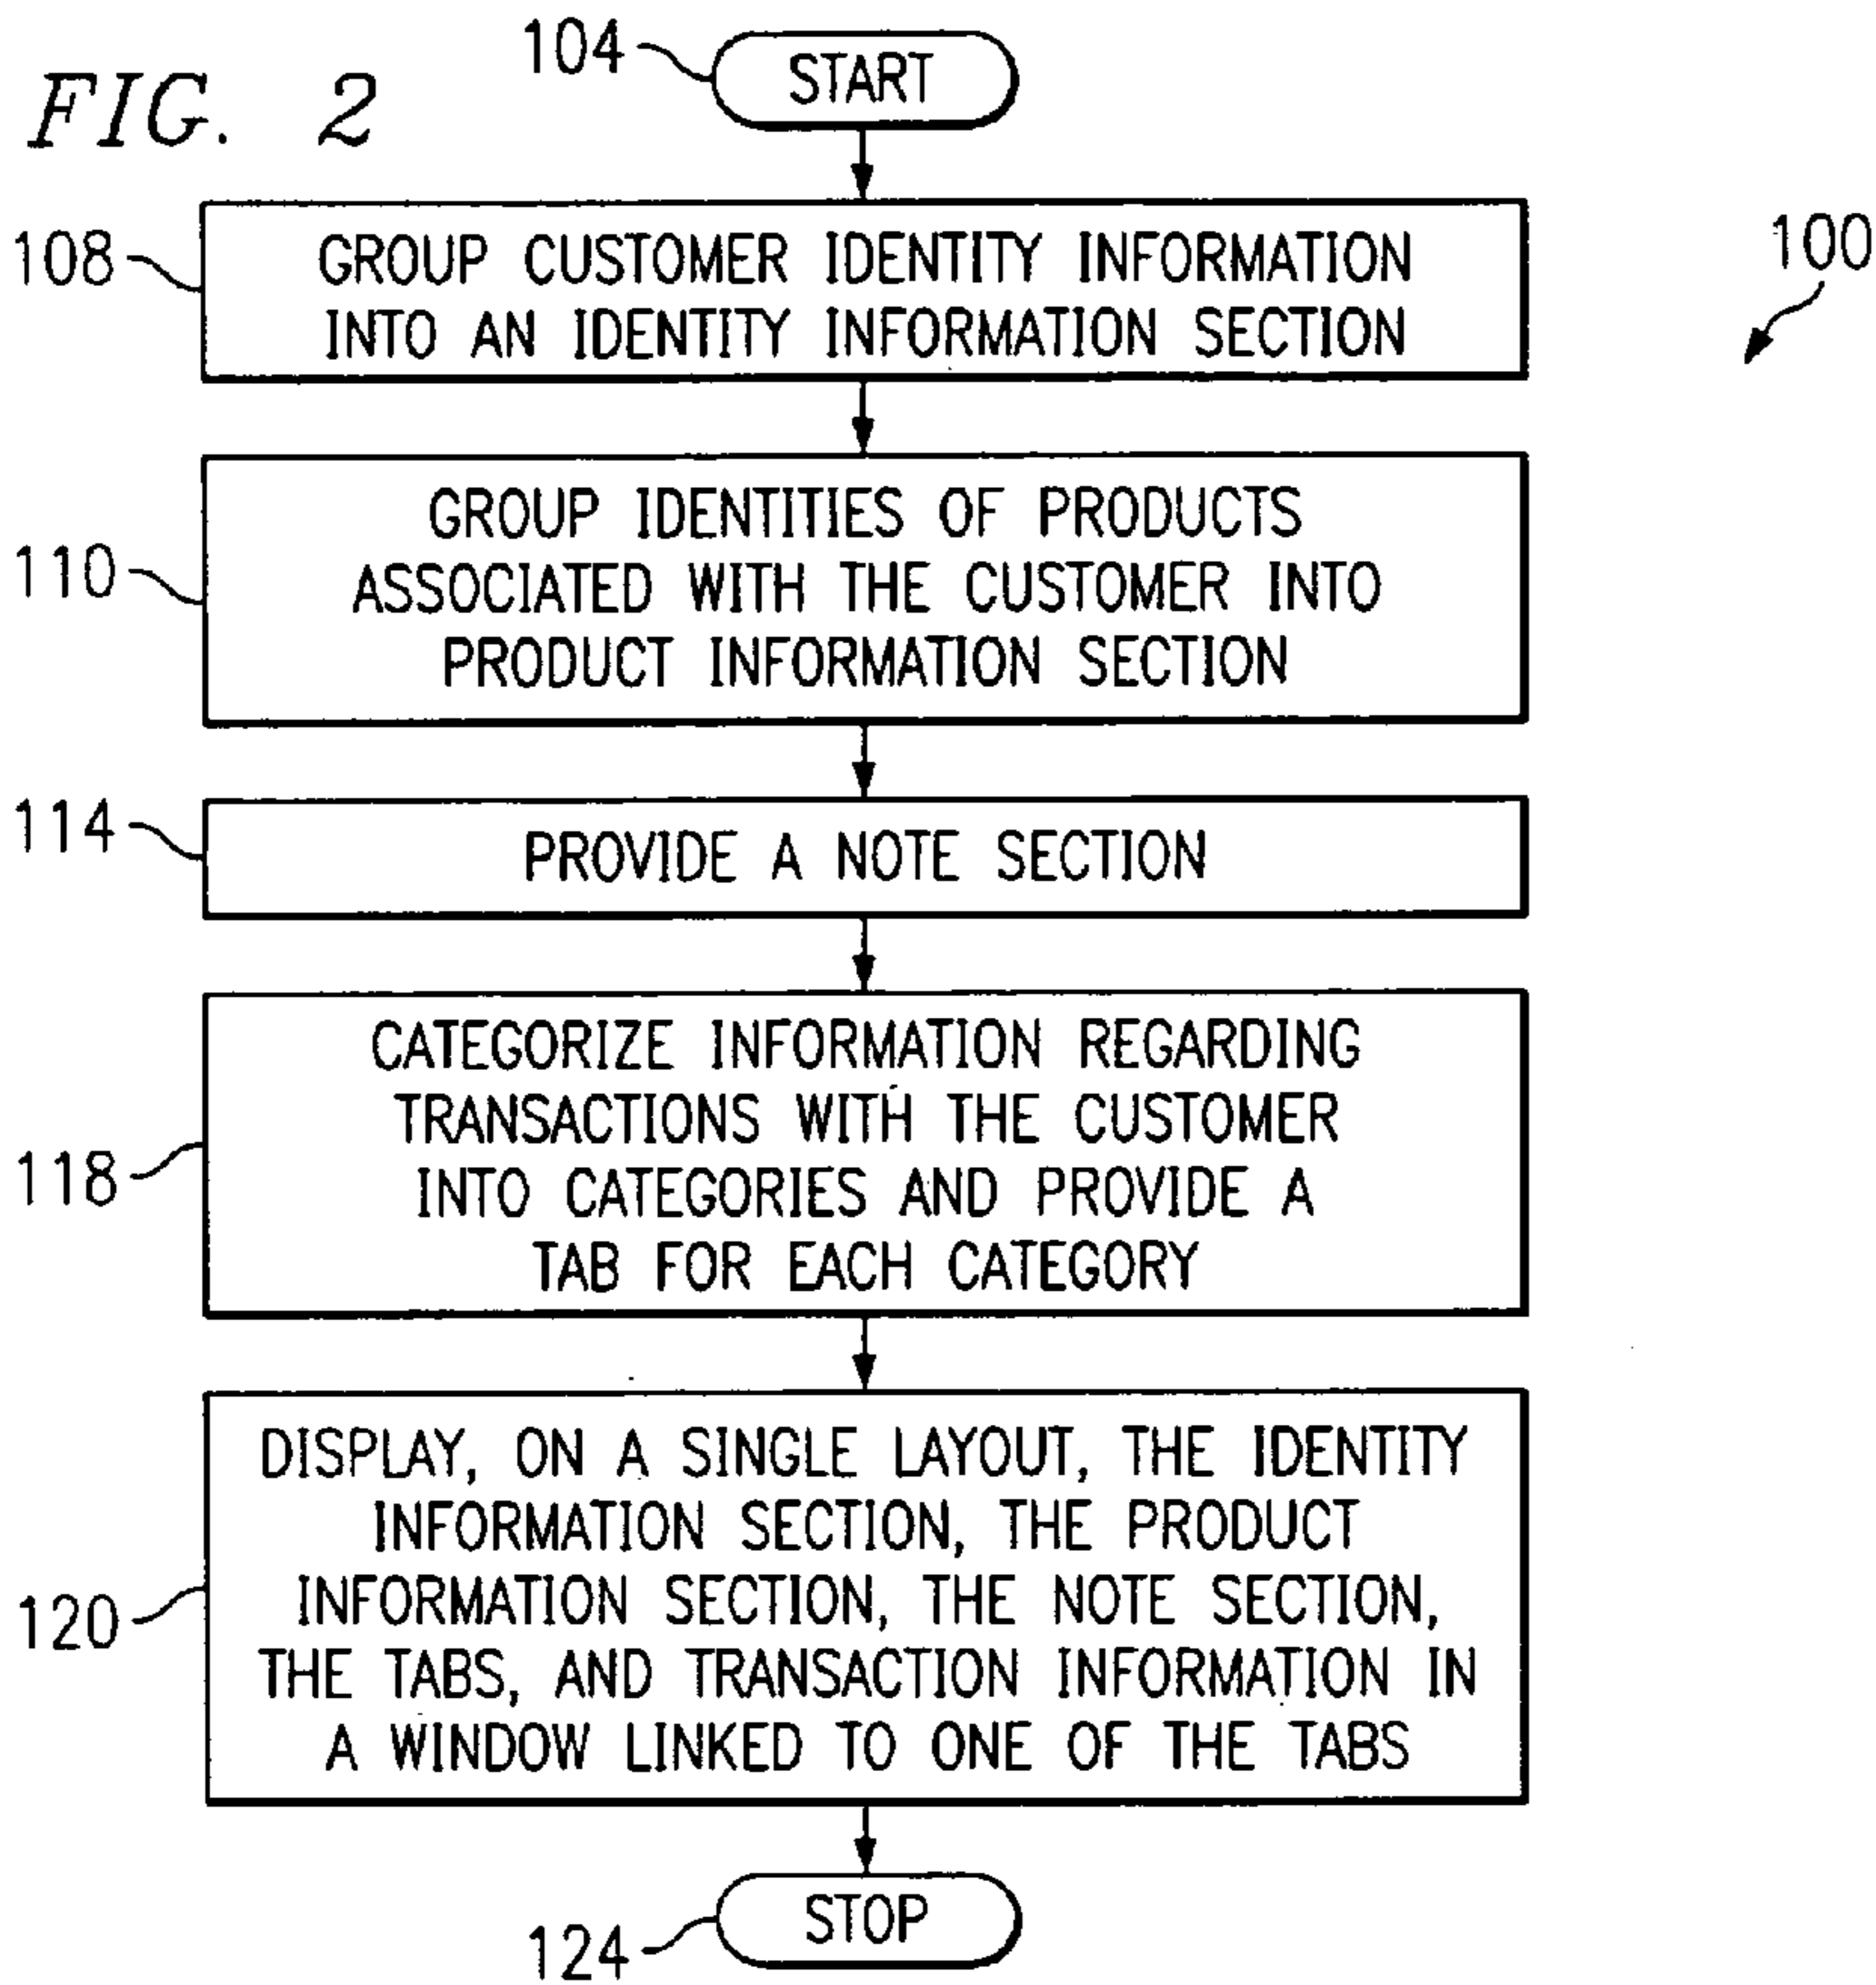 104
START
FIG. 2
108
GROUP CUSTOMER IDENTITY INFORMATION
INTO AN IDENTITY INFORMATION SECTION
100
110
GROUP IDENTITIES OF PRODUCTS
ASSOCIATED WITH THE CUSTOMER INTO
PRODUCT INFORMATION SECTION
114
PROVIDE A NOTE SECTION
118
CATEGORIZE INFORMATION REGARDING
TRANSACTIONS WITH THE CUSTOMER
INTO CATEGORIES AND PROVIDE A
TAB FOR EACH CATEGORY
120
DISPLAY, ON A SINGLE LAYOUT, THE IDENTITY
INFORMATION SECTION, THE PRODUCT
INFORMATION SECTION, THE NOTE SECTION,
THE TABS, AND TRANSACTION INFORMATION IN
A WINDOW LINKED TO ONE OF THE TABS
124
STOP